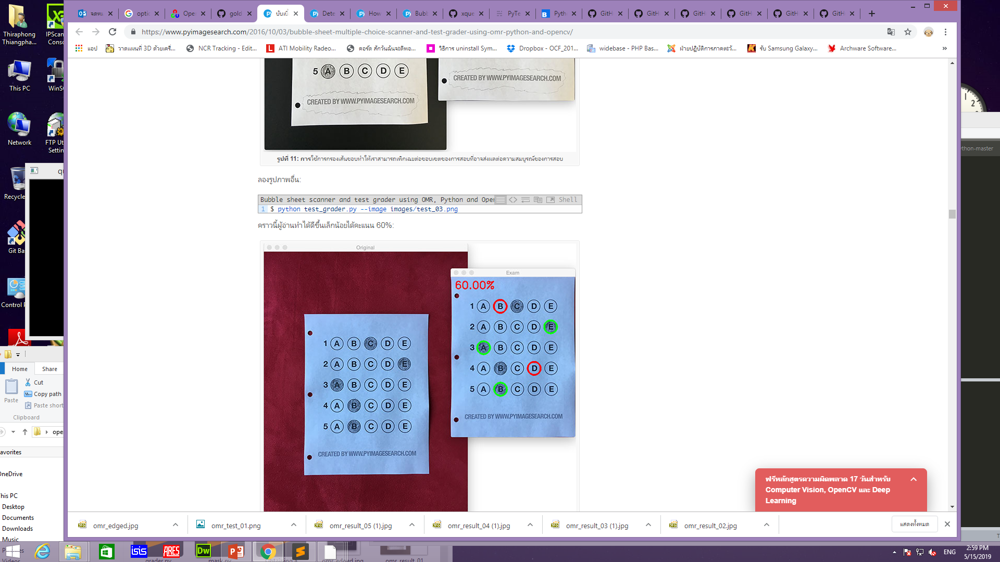 จดหม
optio
Ope
gold
บับเบิ้
Dete
How
Bubb
xque
PyTe
Pyth
GitH
GitH
GitH
GitH
GitH
GitH
https://www.pyimagesearch.com/2016/10/03/bubble-sheet-multiple-choice-scanner-and-test-grader-using-omr-python-and-opencv/
แอป
วาดแผนที่ 3D ด้วยเครื่...
NCR Tracking - Edit...
ATI Mobility Radeo...
คอร์ด สักวันฉันจะดีพอ...
วิธีการ uninstall Sym...
Dropbox - OCF_201...
widebase - PHP Bas...
ฝ่ายปฏิบัติการภาคตะวั...
รับ Samsung Galaxy...
Archware Software...
»
Thiraphong
Thiangpha...
IPScan
Conso
This PC
WinSC
Network
FTP Uti
Settin
Recycle
Git Ba
Control P
qu
5 A B C D E
CREATED BY WWW.PYIMAGESEARCH.COM
CREATED BY WWW.PYIMAGESEARCH.COM
รูปที่ 11: การใช้การกรองเส้นขอบทำให้เราสามารถเพิกเฉยต่อขอบเขตของการสอบที่อาจส่งผลต่อความสมบูรณ์ของการสอบ
ลองรูปภาพอื่น:
Bubble sheet scanner and test grader using OMR, Python and Open
Shell
1 $ python test_grader.py --image images/test_03.png
คราวนี้ผู้อ่านทำได้ดีขึ้นเล็กน้อยได้คะแนน 60%:
Original
1 A B C D E
2 A B C D E
3 A B C D E
4 A B C D E
5 A B C D E
CREATED BY WWW.PYIMAGESEARCH.COM
Exam
60.00%
1 A B C D E
2 A B C D E
3 A B C D E
4 A B C D E
5 A B C D E
CREATED BY WWW.PYIMAGESEARCH.COM
ฟรีหลักสูตรความผิดพลาด 17 วันสำหรับ
Computer Vision, OpenCV และ Deep
Learning
thon-master
1
2
Home
Share
Cut
Copy path
Paste short
Paste
Clipboard
ope
avorites
OneDrive
his PC
Desktop
Documents
Downloads
Music
Videos
omr_edged.jpg
omr_test_01.png
omr_result_05 (1).jpg
omr_result_04 (1).jpg
omr_result_03 (1).jpg
omr_result_02.jpg
แสดงทั้งหมด
isis
ARES
Dw
grader.py
mask.py
omr_edged.jpg
omr_result_01
ENG
2:59 PM
5/15/2019